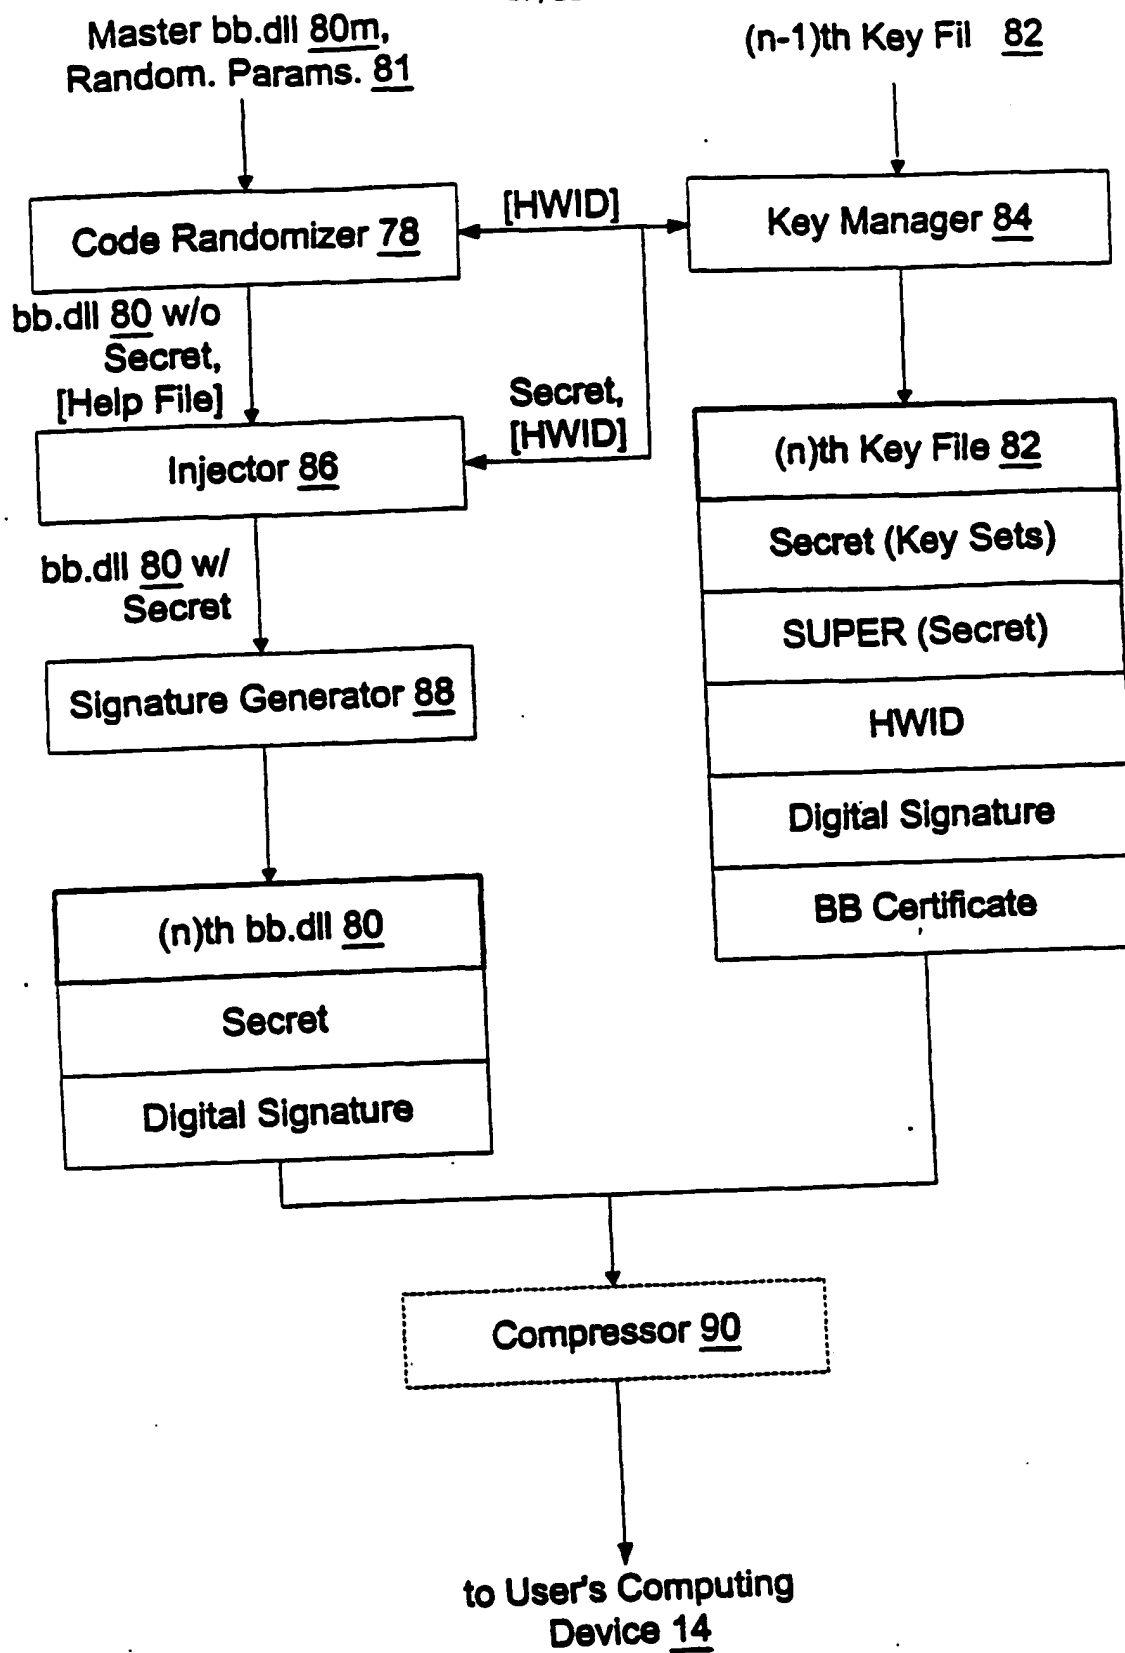 Master bb.dll 80m,
Random. Params. 81
(n-1)th Key Fil 82
Code Randomizer 78
[HWID]
Key Manager 84
bb.dll 80 w/o
Secret,
[Help File]
Secret,
[HWID]
Injector 86
(n)th Key File 82
Secret (Key Sets)
SUPER (Secret)
HWID
Digital Signature
BB Certificate
bb.dll 80 w/
Secret
Signature Generator 88
(n)th bb.dll 80
Secret
Digital Signature
Compressor 90
to User's Computing
Device 14